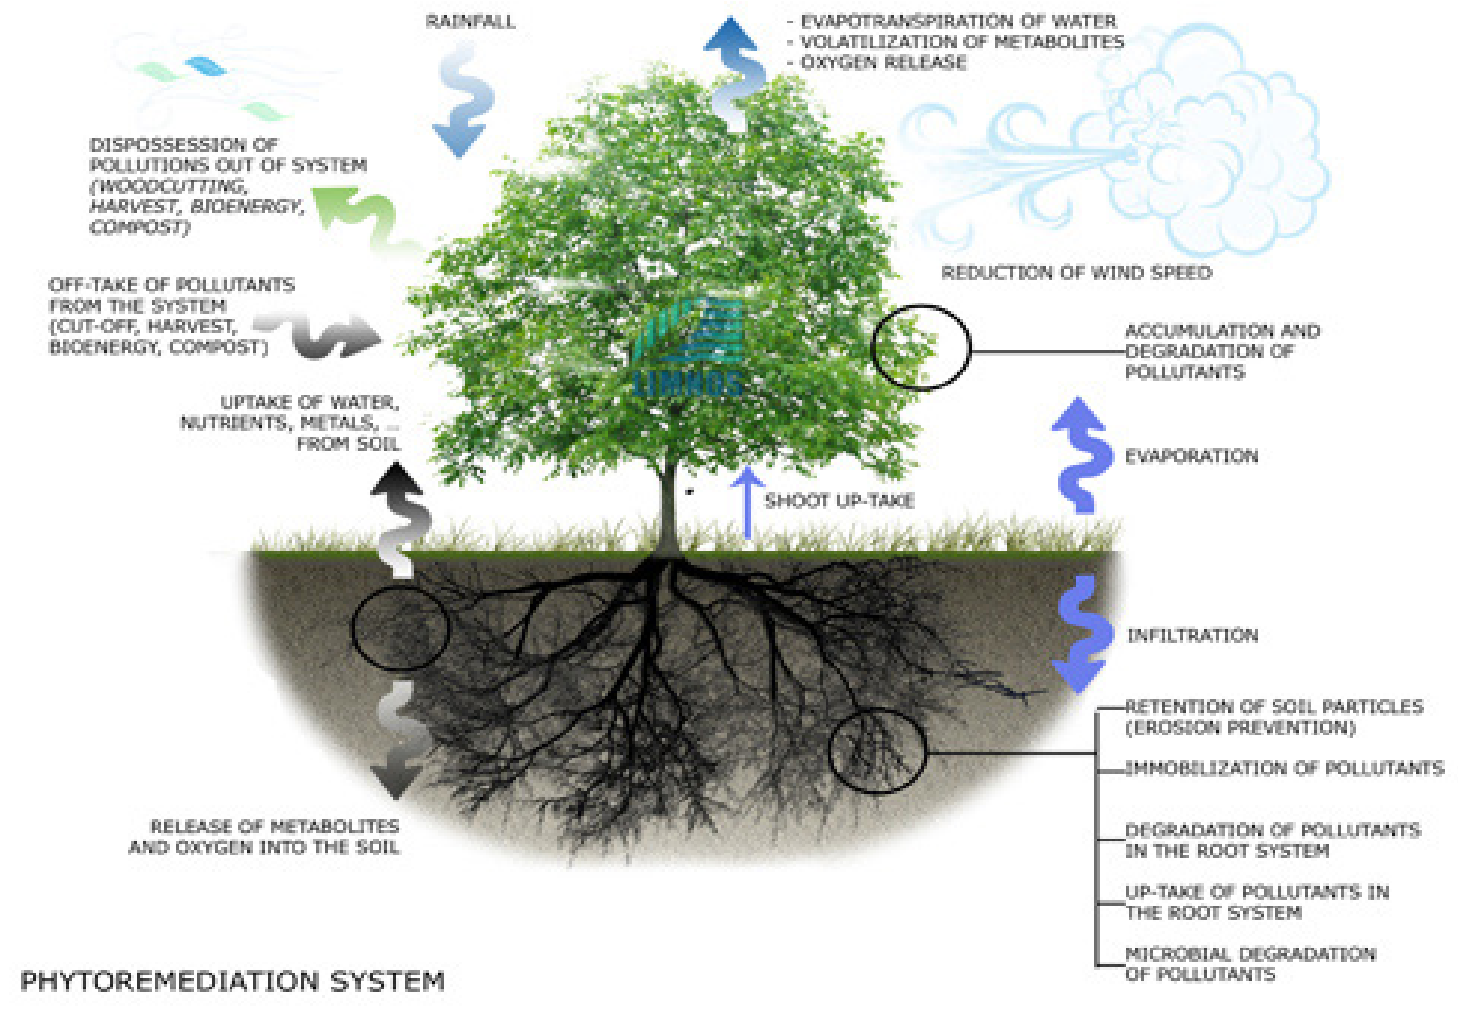 RAINFALL
- EVAPOTRANSPIRATION OF WATER
- VOLATILIZATION OF METABOLITES
- OXYGEN RELEASE
DISPOSSESSION OF
POLLUTIONS OUT OF SYSTEM
(WOODCUTTING,
HARVEST, BIOENERGY,
COMPOST)
REDUCTION OF WIND SPEED
OFF-TAKE OF POLLUTANTS
FROM THE SYSTEM
(CUT-OFF, HARVEST,
BIOENERGY, COMPOST)
ACCUMULATION AND
DEGRADATION OF
POLLUTANTS
LIMNOS
UPTAKE OF WATER,
NUTRIENTS, METALS, ...
FROM SOIL
EVAPORATION
SHOOT UP-TAKE
INFILTRATION
RETENTION OF SOIL PARTICLES
(EROSION PREVENTION)
IMMOBILIZATION OF POLLUTANTS
DEGRADATION OF POLLUTANTS
IN THE ROOT SYSTEM
UP-TAKE OF POLLUTANTS IN
THE ROOT SYSTEM
MICROBIAL DEGRADATION
OF POLLUTANTS
RELEASE OF METABOLITES
AND OXYGEN INTO THE SOIL
PHYTOREMEDIATION SYSTEM